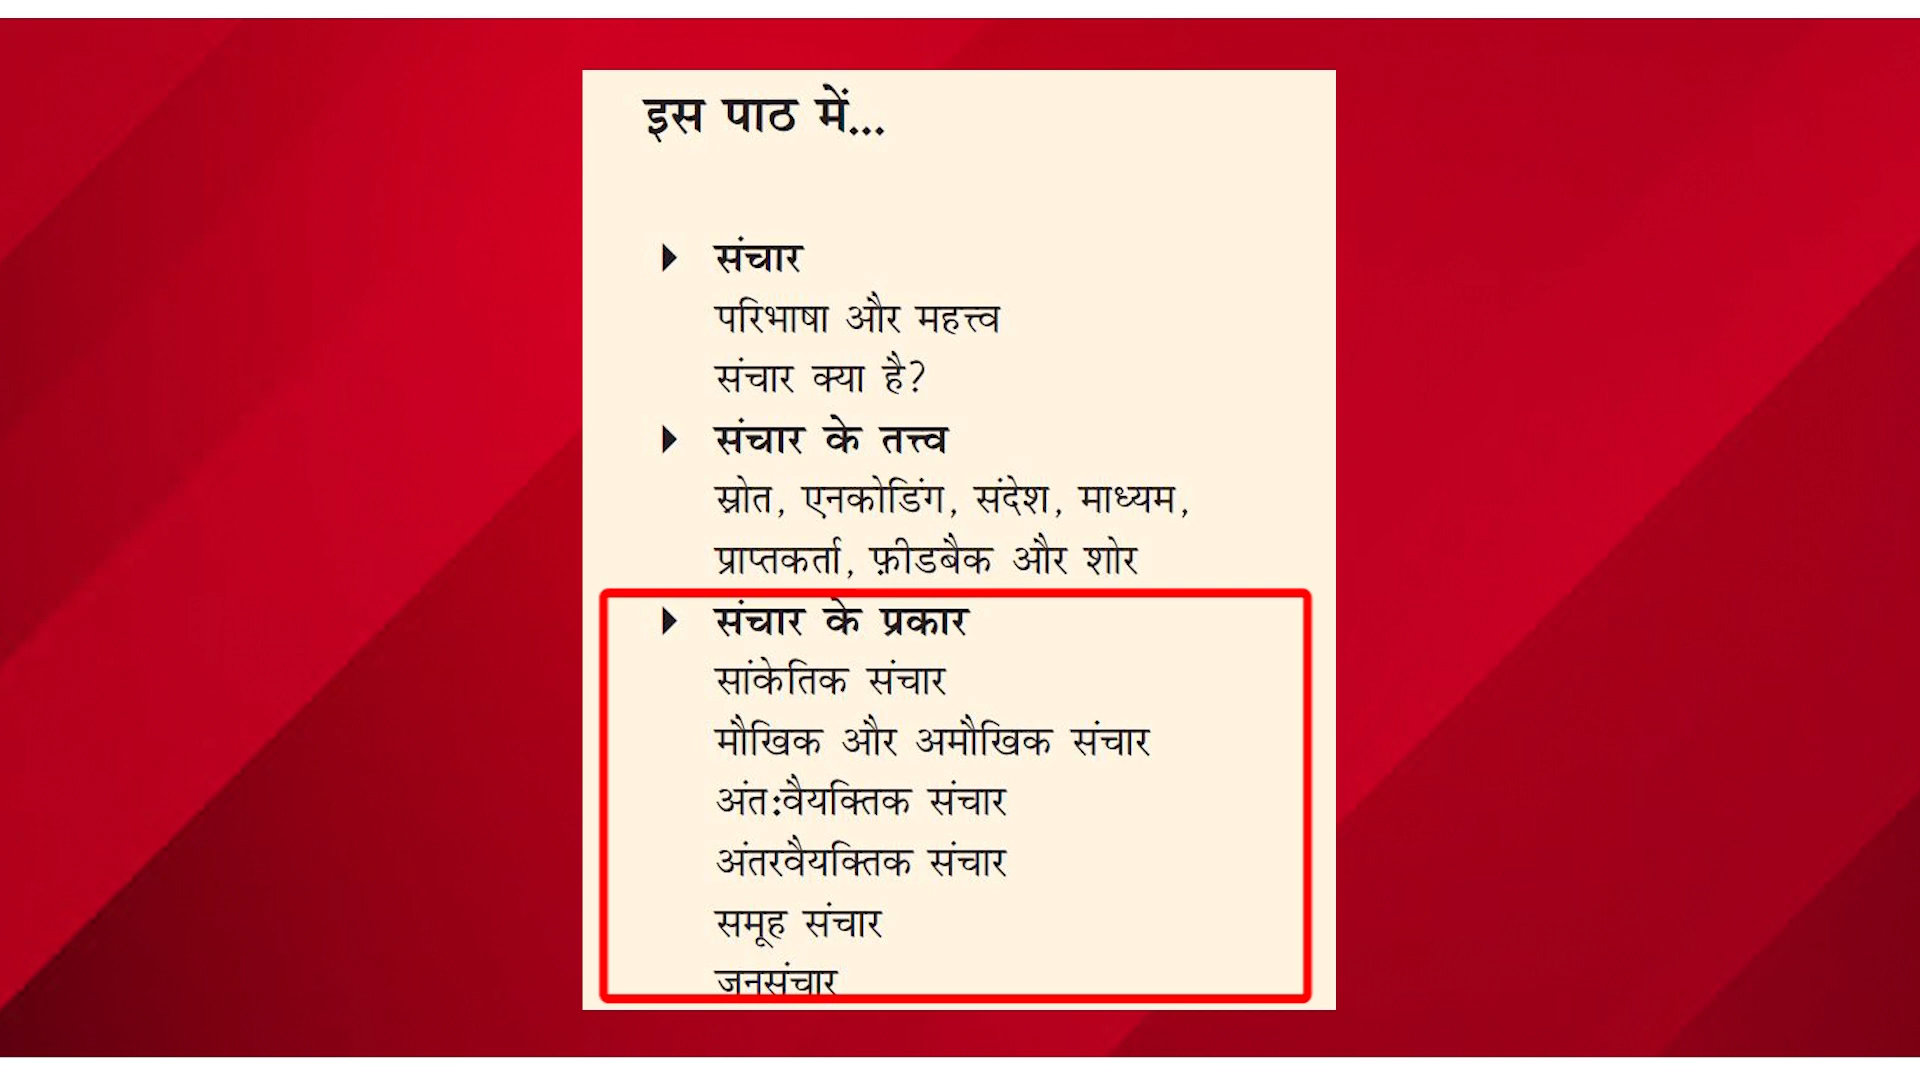 इस पाठ में...
संचार
परिभाषा और महत्त्व
संचार क्या है?
संचार के तत्त्व
स्रोत, एनकोडिंग, संदेश, माध्यम,
प्राप्तकर्ता, फ़ीडबैक और शोर
संचार के प्रकार
सांकेतिक संचार
मौखिक और अमौखिक संचार
अंत:वैयक्तिक संचार
अंतरवैयक्तिक संचार
समूह संचार
जनसंचार